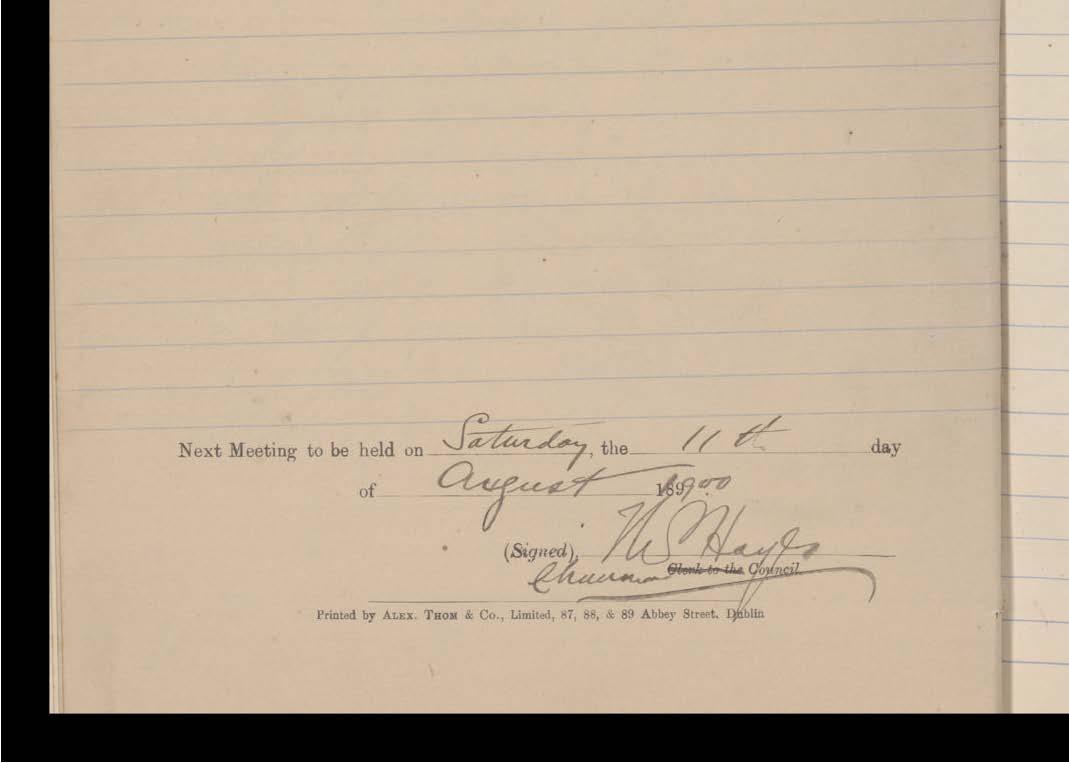 Next Meeting to be held on Saturday, the 11th day
of August 1900
(Signed), Hayes
Chairman Clerk to the Council.
Printed by ALEX. THOM & Co., Limited, 87, 88, & 89 Abbey Street. Dublin